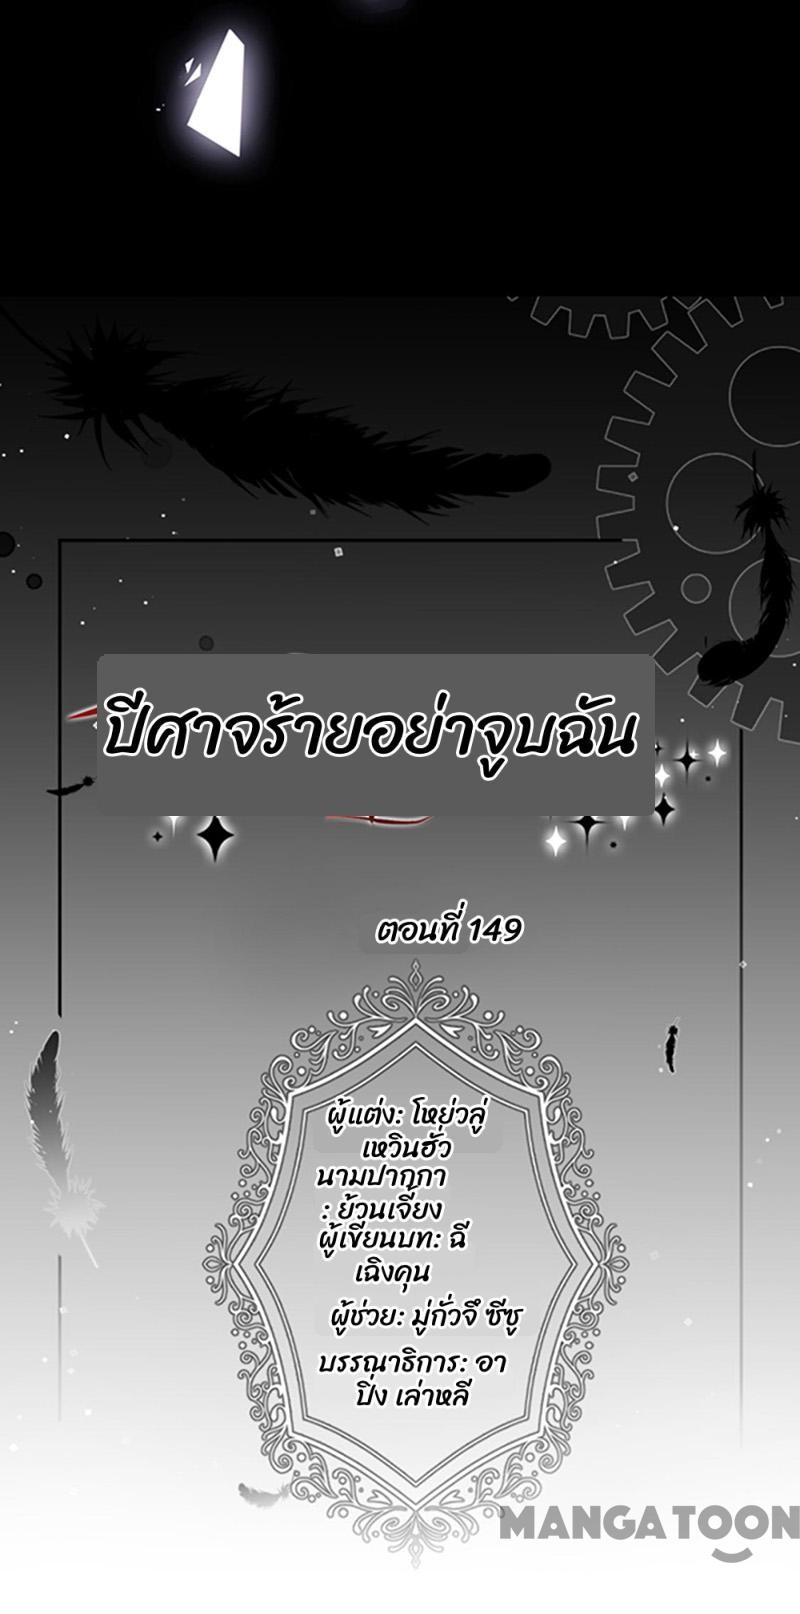 ปีศาจร้ายอย่าจูบฉัน
ตอนที่ 149
ผู้แต่ง: โหย่วลู่
เหวินฮั่ว
นามปากกา
: ย้วนเจี้ยง
ผู้เขียนบท: ฉี
เฉิงคุน
ผู้ช่วย: มู่กั่วจึ ซีซู
บรรณาธิการ: อา
ปิ่ง เล่าหลี่
MANGATOON